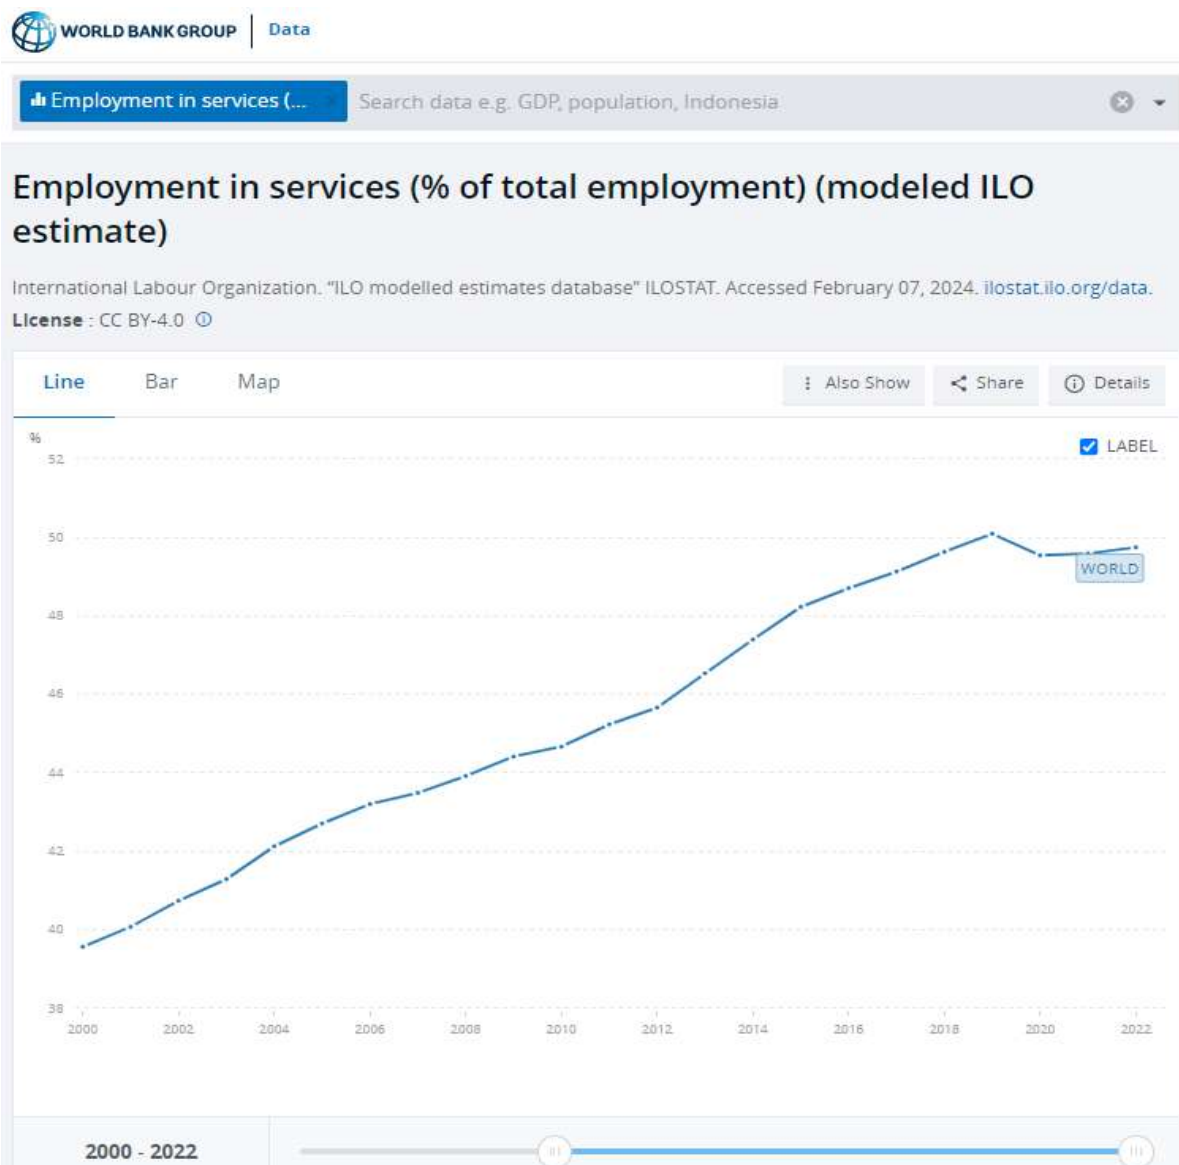 WORLD BANK GROUP Data
Employment in services (... Search data e.g. GDP, population, Indonesia
Employment in services (% of total employment) (modeled ILO
estimate)
International Labour Organization. “ILO modelled estimates database” ILOSTAT. Accessed February 07, 2024. ilostat.ilo.org/data.
License : CC BY-4.0
Line Bar Map Also Show Share Details
%
LABEL
52
50
WORLD
48
46
44
42
40
38
2000 2002 2004 2006 2008 2010 2012 2014 2016 2018 2020 2022
2000 - 2022